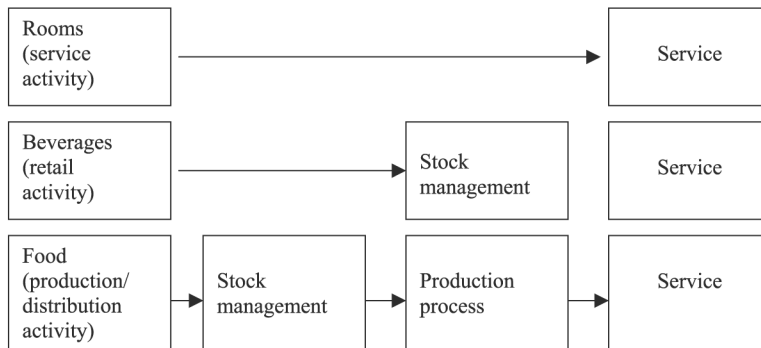 Rooms
(service
activity)
Service
Beverages
(retail
activity)
Stock
management
Service
Food
(production/
distribution
activity)
Stock
management
Production
process
Service